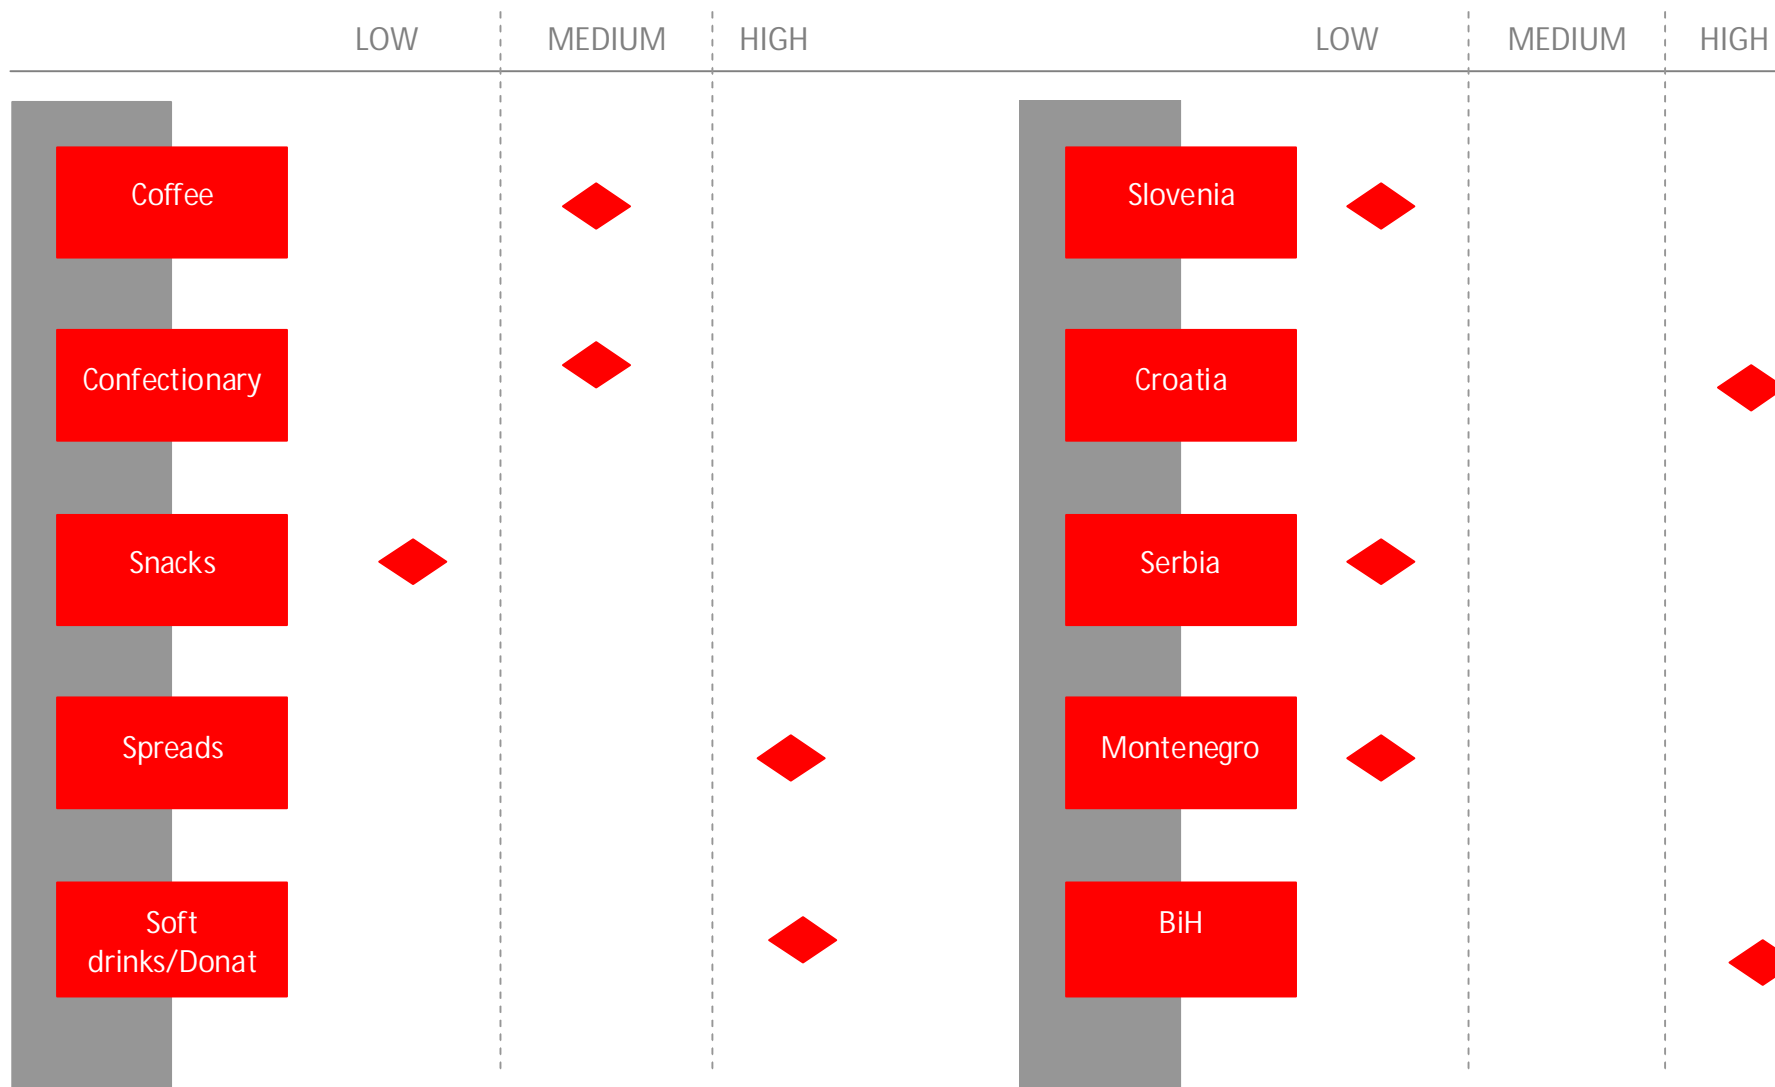 LOW MEDIUM HIGH
Coffee
Confectionary
Snacks
Spreads
Soft
drinks/Donat
LOW MEDIUM HIGH
Slovenia
Croatia
Serbia
Montenegro
BiH